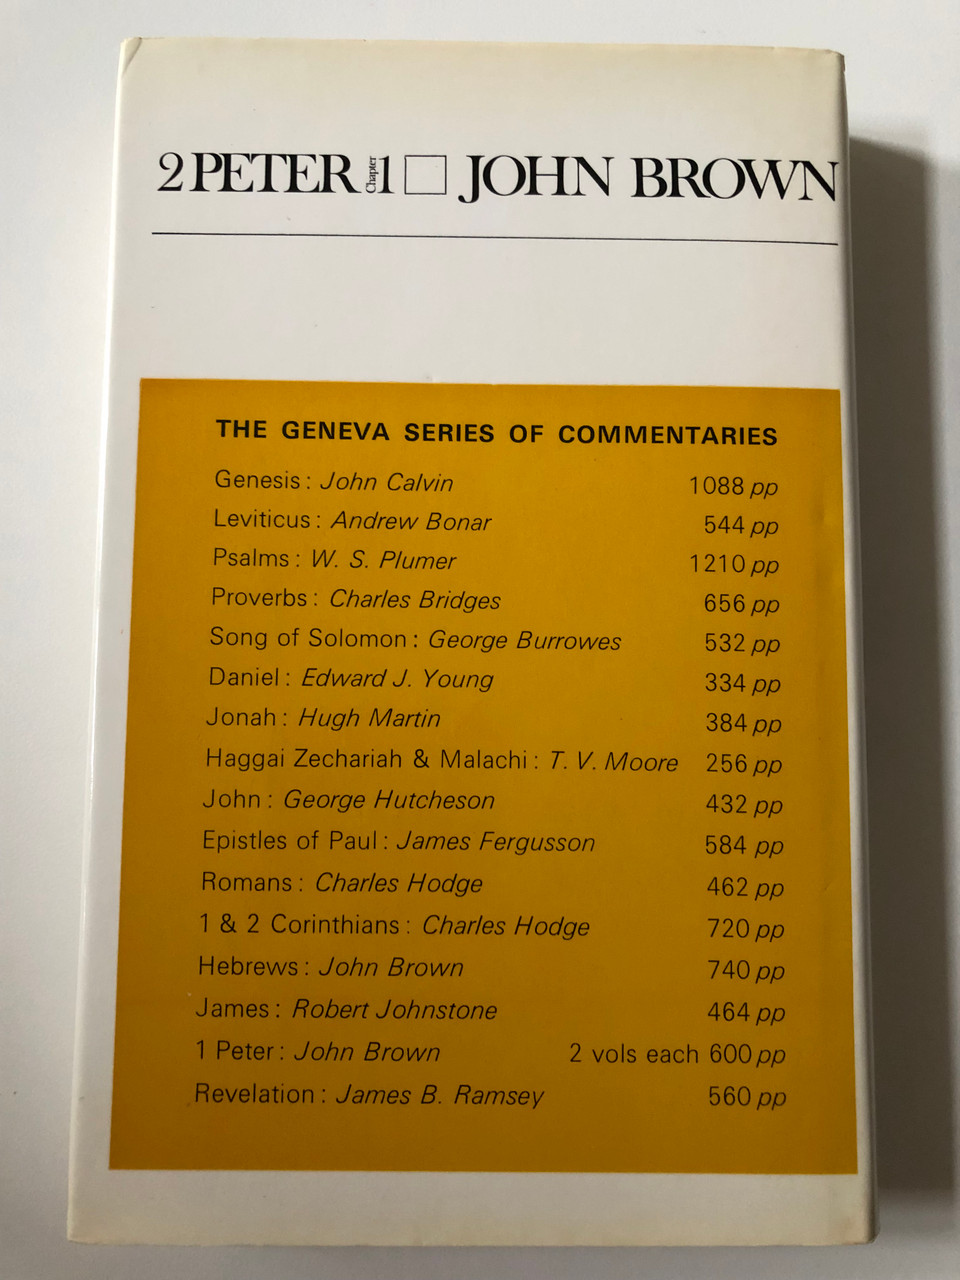 2 PETER Chapter 1 □ JOHN BROWN
THE GENEVA SERIES OF COMMENTARIES
Genesis: John Calvin 1088 pp
Leviticus: Andrew Bonar 544 pp
Psalms: W. S. Plumer 1210 pp
Proverbs: Charles Bridges 656 pp
Song of Solomon: George Burrowes 532 pp
Daniel: Edward J. Young 334 pp
Jonah: Hugh Martin 384 pp
Haggai Zechariah & Malachi: T. V. Moore 256 pp
John: George Hutcheson 432 pp
Epistles of Paul: James Fergusson 584 pp
Romans: Charles Hodge 462 pp
1 & 2 Corinthians: Charles Hodge 720 pp
Hebrews: John Brown 740 pp
James: Robert Johnstone 464 pp
1 Peter: John Brown 2 vols each 600 pp
Revelation: James B. Ramsey 560 pp